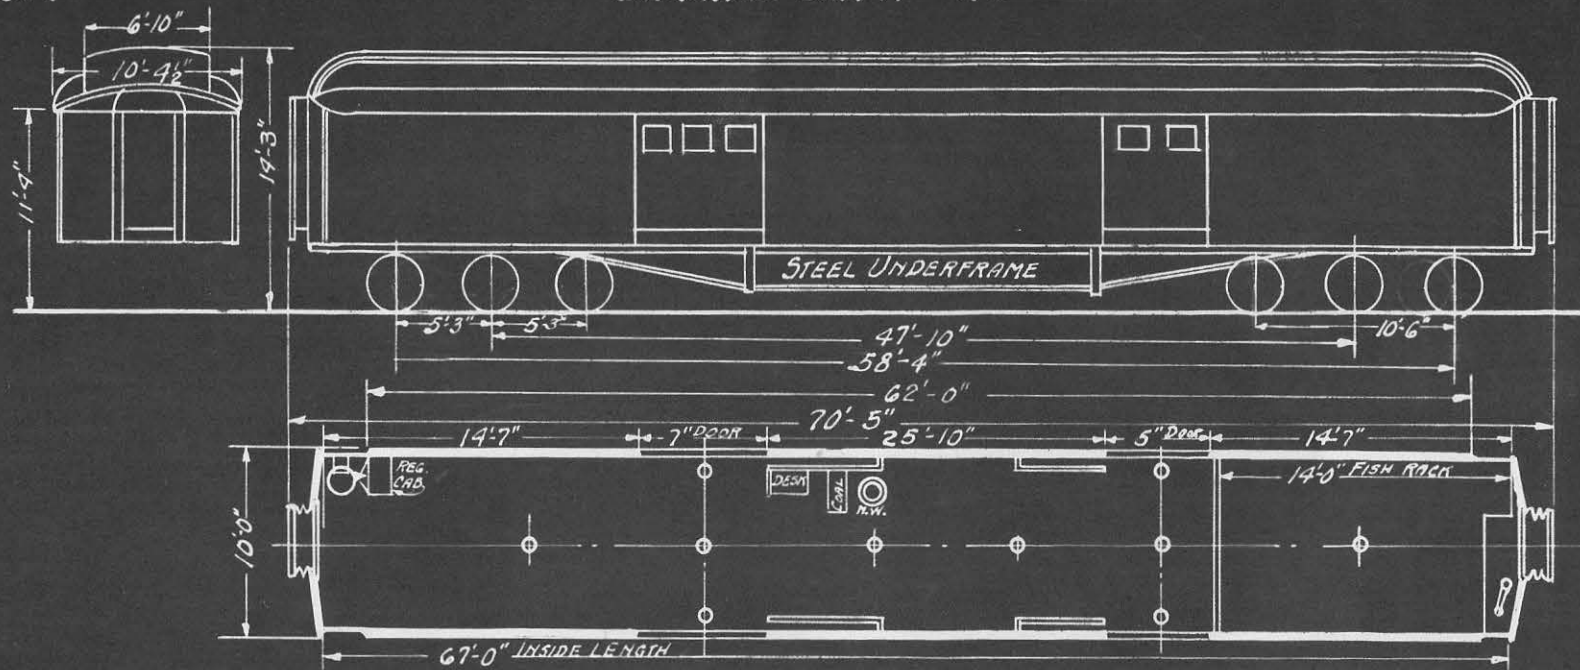 6'-10"
10'-4½"
11'-4"
14'-3"
STEEL UNDERFRAME
5'3" 5'3" 10'-6"
47'-10"
58'-4"
62'-0"
70'-5"
14'-7" 7" DOOR 25'-10" 5" DOOR 14'-7"
REG.
CAB.
DESK
COAL
H.W.
14'-0" FISH RACK
10'-0"
67'-0" INSIDE LENGTH